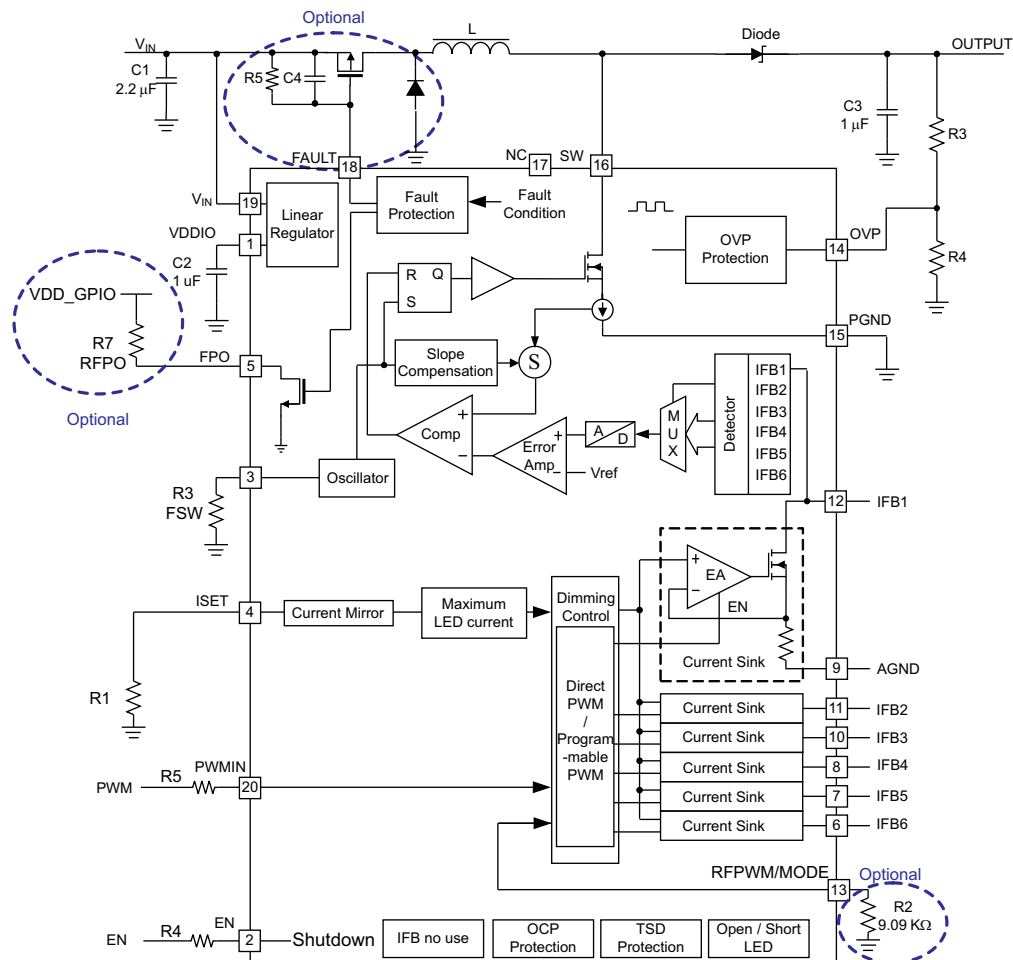 Optional
L
Diode
V_IN
OUTPUT
C1
2.2 µF
R5
C4
C3
1 µF
R3
FAULT
18
NC
17
SW
16
V_IN
19
Linear
Regulator
Fault
Protection
Fault
Condition
VDDIO
1
C2
1 uF
OVP
Protection
14
OVP
R4
R
Q
S
VDD_GPIO
R7
RFPO
FPO
5
Optional
15
PGND
Slope
Compensation
S
Comp
+
−
Error
Amp
+
−
Vref
A
D
M
U
X
Detector
IFB1
IFB2
IFB3
IFB4
IFB5
IFB6
3
Oscillator
R3
FSW
12
IFB1
+
−
EA
EN
Current Sink
ISET
4
Current Mirror
Maximum
LED current
Dimming
Control
Direct
PWM
/
Program
-mable
PWM
9
AGND
R1
Current Sink
11
IFB2
Current Sink
10
IFB3
Current Sink
8
IFB4
Current Sink
7
IFB5
Current Sink
6
IFB6
PWM
R5
PWMIN
20
RFPWM/MODE
13
Optional
R2
9.09 KΩ
EN
R4
EN
2
Shutdown
IFB no use
OCP
Protection
TSD
Protection
Open / Short
LED